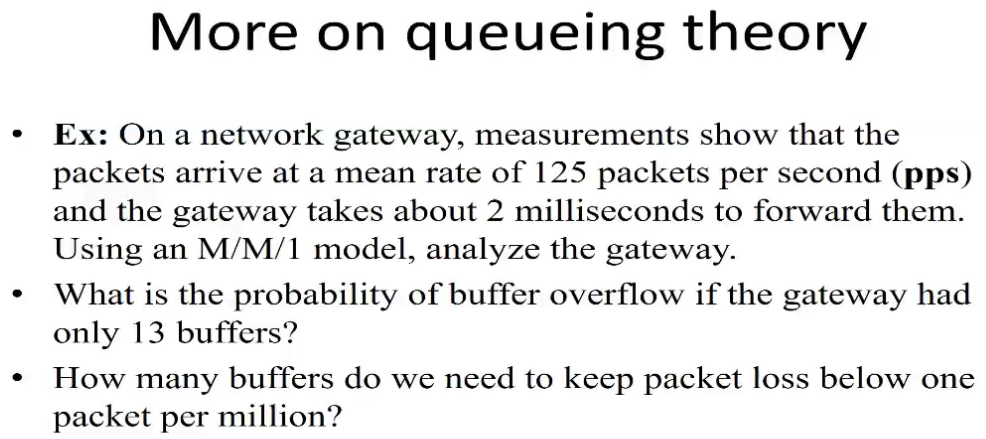 More on queueing theory
• Ex: On a network gateway, measurements show that the
packets arrive at a mean rate of 125 packets per second (pps)
and the gateway takes about 2 milliseconds to forward them.
Using an M/M/1 model, analyze the gateway.
• What is the probability of buffer overflow if the gateway had
only 13 buffers?
• How many buffers do we need to keep packet loss below one
packet per million?